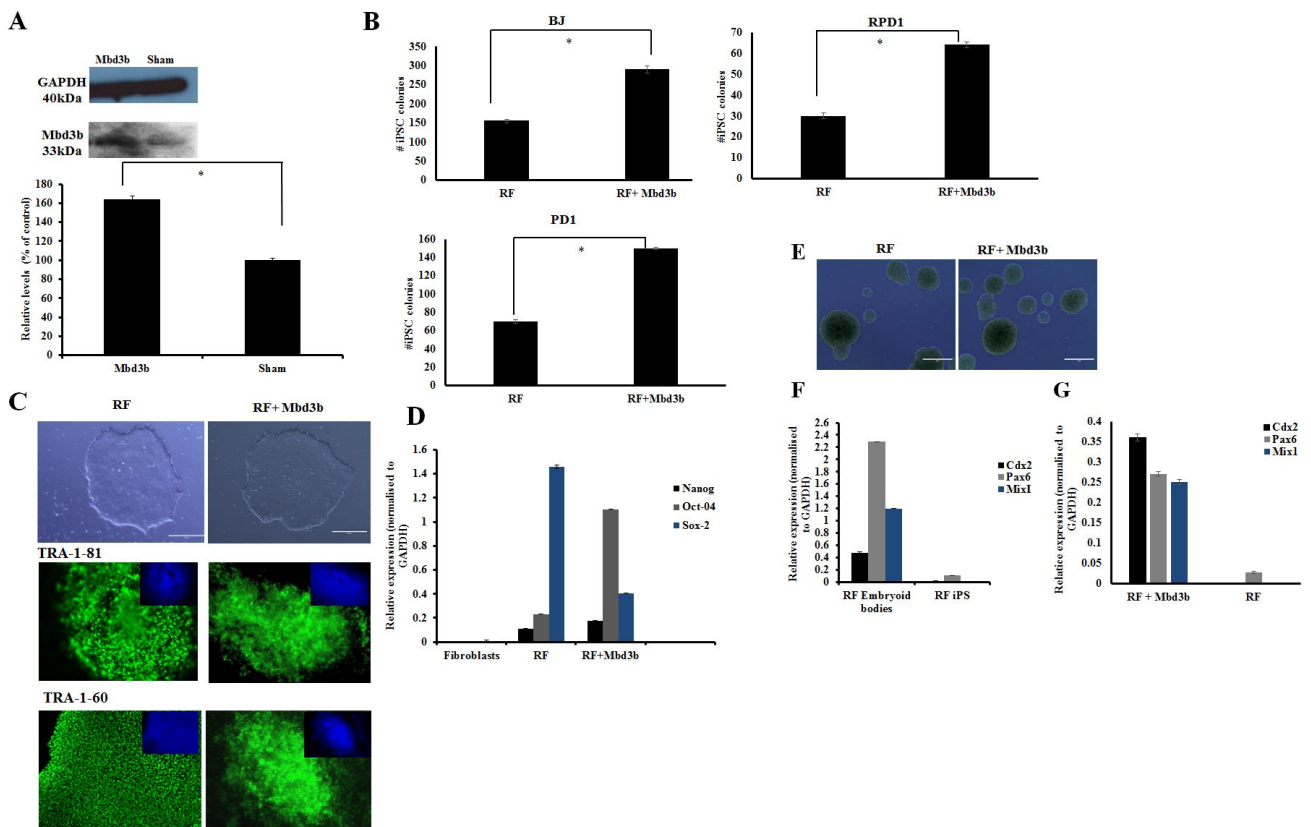 A
Mbd3b Sham
GAPDH
40kDa
Mbd3b
33kDa
*
Relative levels (% of control)
180
160
140
120
100
80
60
40
20
0
Mbd3b Sham
B
BJ
*
# iPSC colonies
350
300
250
200
150
100
50
0
RF RF+ Mbd3b
RPD1
*
#iPSC colonies
70
60
50
40
30
20
10
0
RF RF+Mbd3b
PD1
*
#iPSC colonies
160
140
120
100
80
60
40
20
0
RF RF+Mbd3b
C
RF RF+ Mbd3b
TRA-1-81
TRA-1-60
D
Relative expression (normalised to
GAPDH)
1.6
1.4
1.2
1
0.8
0.6
0.4
0.2
0
Nanog
Oct-04
Sox-2
Fibroblasts RF RF+Mbd3b
E
RF RF+ Mbd3b
F
Relative expression (normalised
to GAPDH)
2.6
2.4
2.2
2
1.8
1.6
1.4
1.2
1
0.8
0.6
0.4
0.2
0
Cdx2
Pax6
MixI
RF Embryoid RF iPS
bodies
G
Relative expression (normalised to
GAPDH)
0.4
0.35
0.3
0.25
0.2
0.15
0.1
0.05
0
Cdx2
Pax6
Mix1
RF + Mbd3b RF